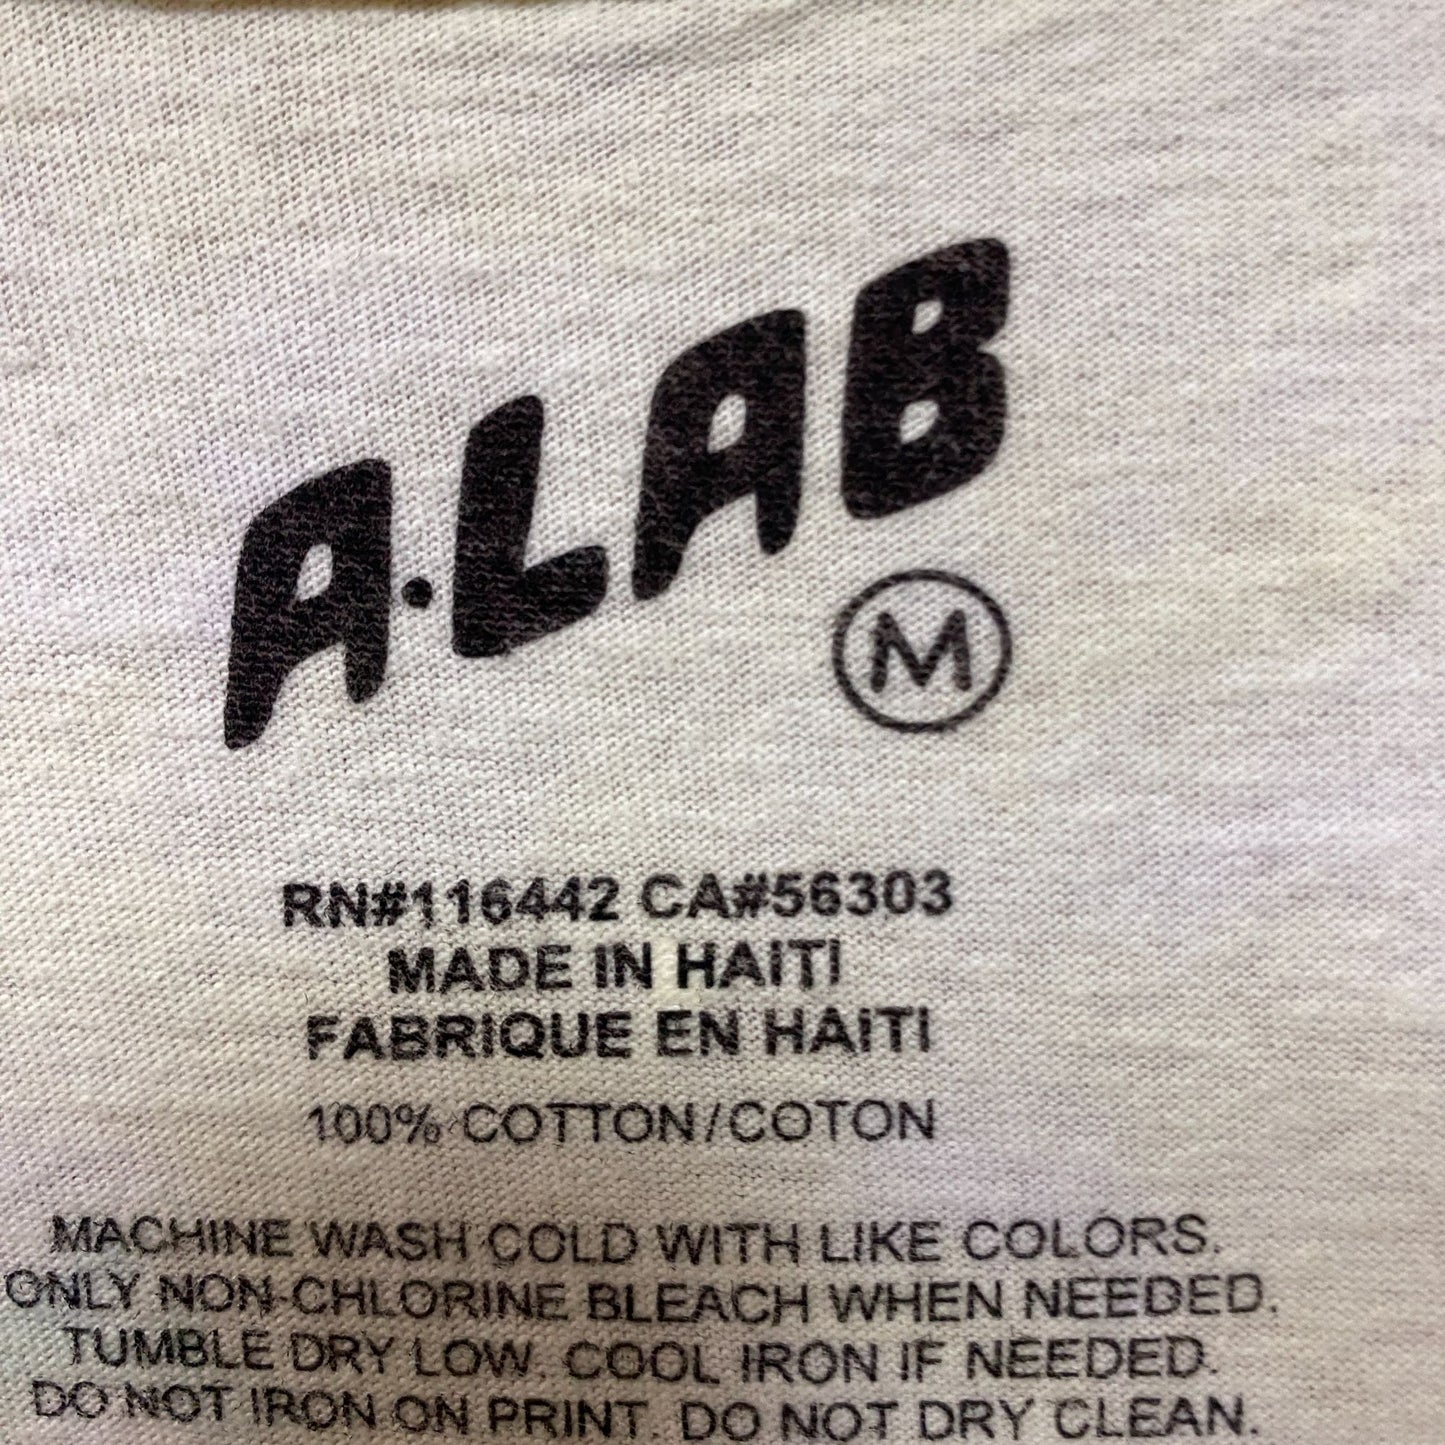 A.LAB
M
RN#116442 CA#56303
MADE IN HAITI
FABRIQUE EN HAITI
100% COTTON/COTON
MACHINE WASH COLD WITH LIKE COLORS.
ONLY NON-CHLORINE BLEACH WHEN NEEDED.
TUMBLE DRY LOW. COOL IRON IF NEEDED.
DO NOT IRON ON PRINT. DO NOT DRY CLEAN.